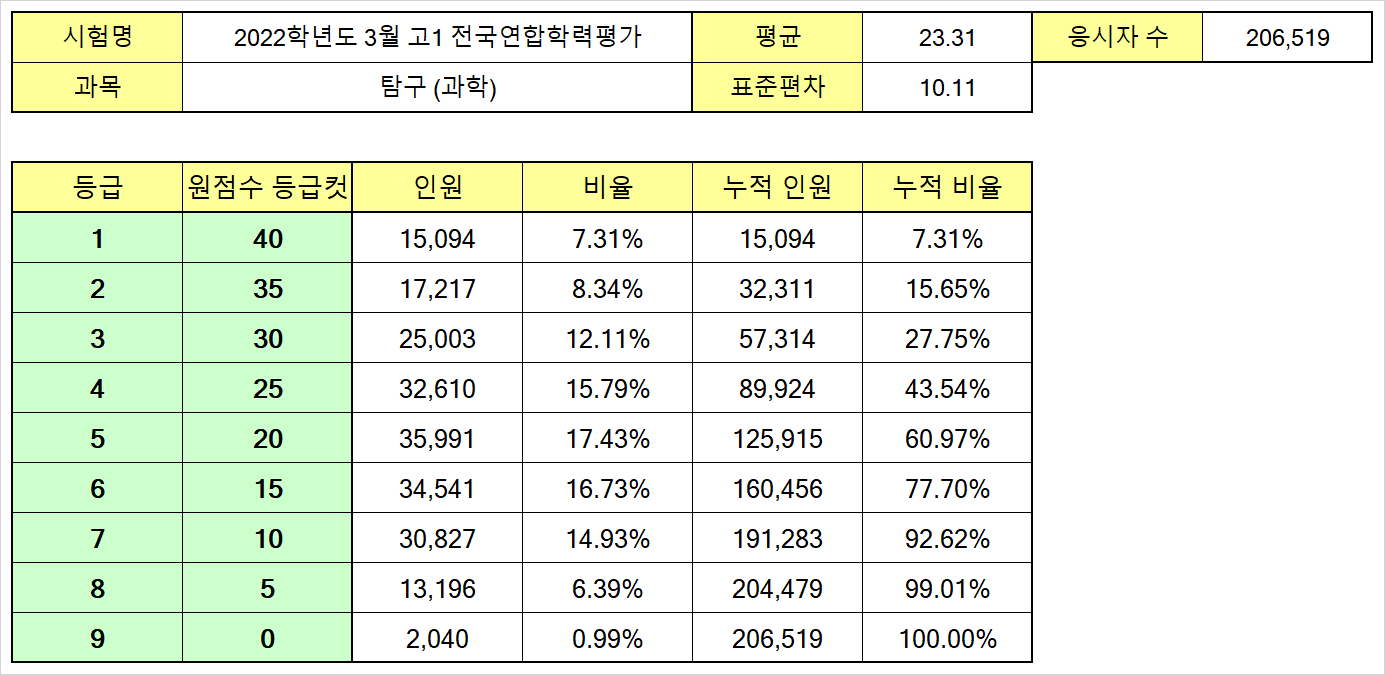 시험명 2022학년도 3월 고1 전국연합학력평가 평균 23.31 응시자 수 206,519
과목 탐구 (과학) 표준편차 10.11
등급 원점수 등급컷 인원 비율 누적 인원 누적 비율
1 40 15,094 7.31% 15,094 7.31%
2 35 17,217 8.34% 32,311 15.65%
3 30 25,003 12.11% 57,314 27.75%
4 25 32,610 15.79% 89,924 43.54%
5 20 35,991 17.43% 125,915 60.97%
6 15 34,541 16.73% 160,456 77.70%
7 10 30,827 14.93% 191,283 92.62%
8 5 13,196 6.39% 204,479 99.01%
9 0 2,040 0.99% 206,519 100.00%